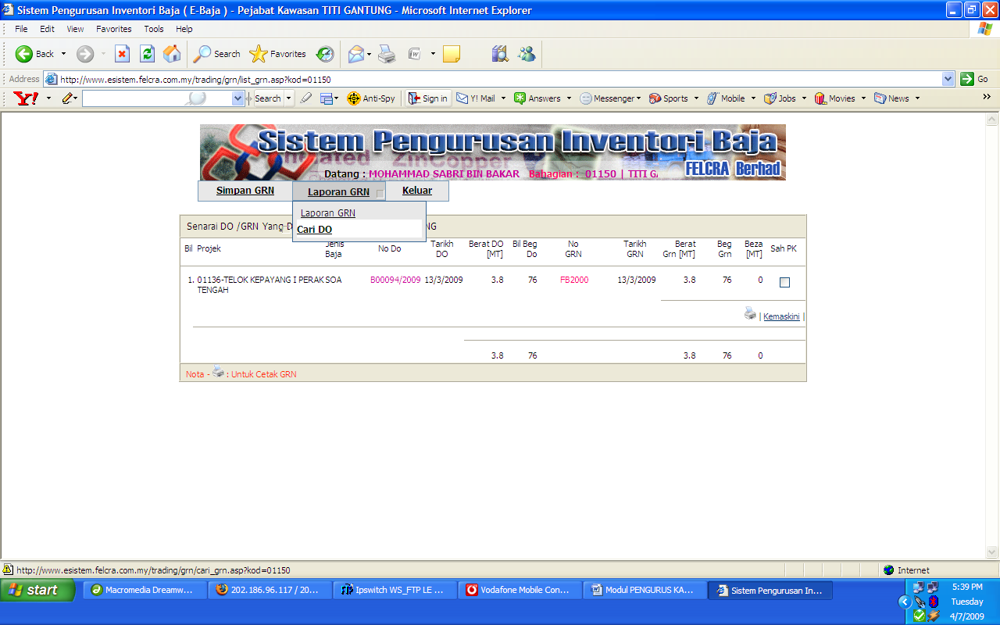 Sistem Pengurusan Inventori Baja ( E-Baja ) - Pejabat Kawasan TITI GANTUNG - Microsoft Internet Explorer
File Edit View Favorites Tools Help
Back Search Favorites
Address http://www.esistem.felcra.com.my/trading/grn/list_grn.asp?kod=01150 Go
Y! Search Anti-Spy Sign in Y! Mail Answers Messenger Sports Mobile Jobs Movies News
Sistem Pengurusan Inventori Baja
FELCRA Berhad
Datang : MOHAMMAD SABRI BIN BAKAR Bahagian : 01150 | TITI GA
Simpan GRN Laporan GRN Keluar
Laporan GRN
Cari DO
Senarai DO /GRN Yang D NG
Bil Projek Jenis Baja No Do Tarikh DO Berat DO [MT] Bil Beg Do No GRN Tarikh GRN Berat Grn [MT] Beg Grn Beza [MT] Sah PK
1. 01136-TELOK KEPAYANG I PERAK SOA B00094/2009 13/3/2009 3.8 76 FB2000 13/3/2009 3.8 76 0
TENGAH
| Kemaskini |
3.8 76 3.8 76 0
Nota - : Untuk Cetak GRN
http://www.esistem.felcra.com.my/trading/grn/cari_grn.asp?kod=01150 Internet
start Macromedia Dreamw... 202.186.96.117 / 20... Ipswitch WS_FTP LE ... Vodafone Mobile Con... Modul PENGURUS KA... Sistem Pengurusan In...
5:39 PM
Tuesday
4/7/2009